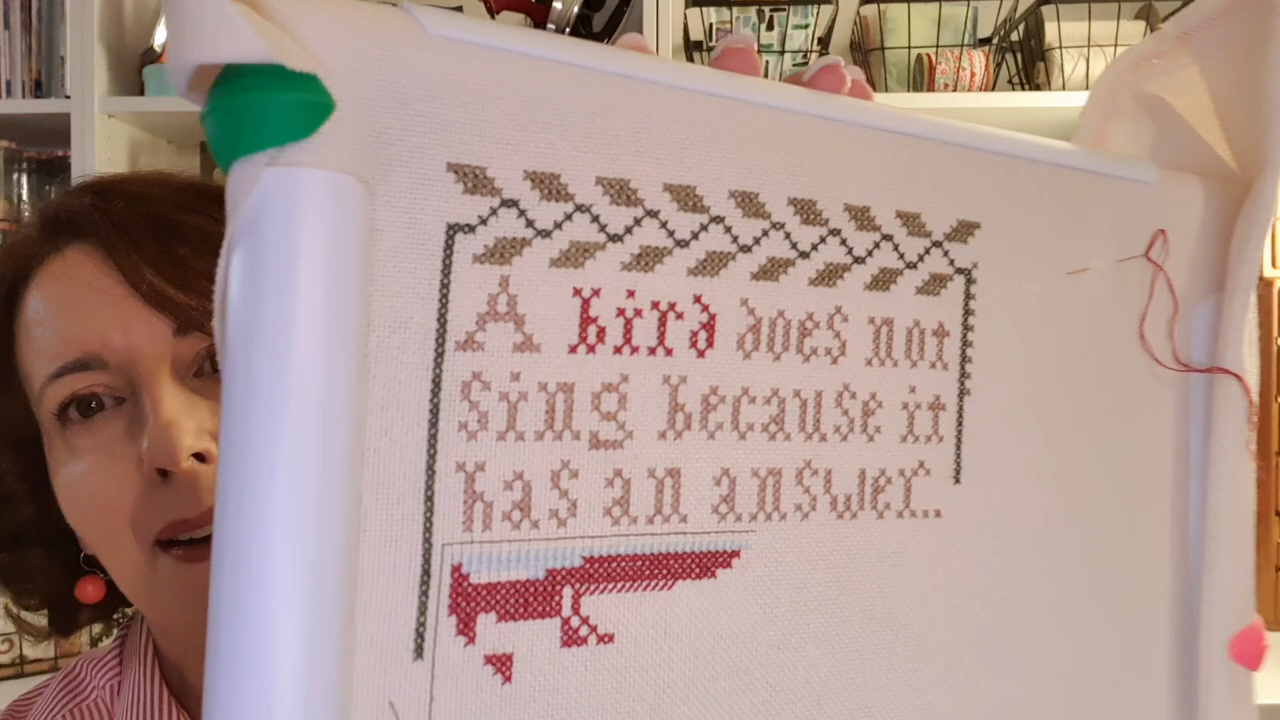 A bird does not
sing because it
has an answer.